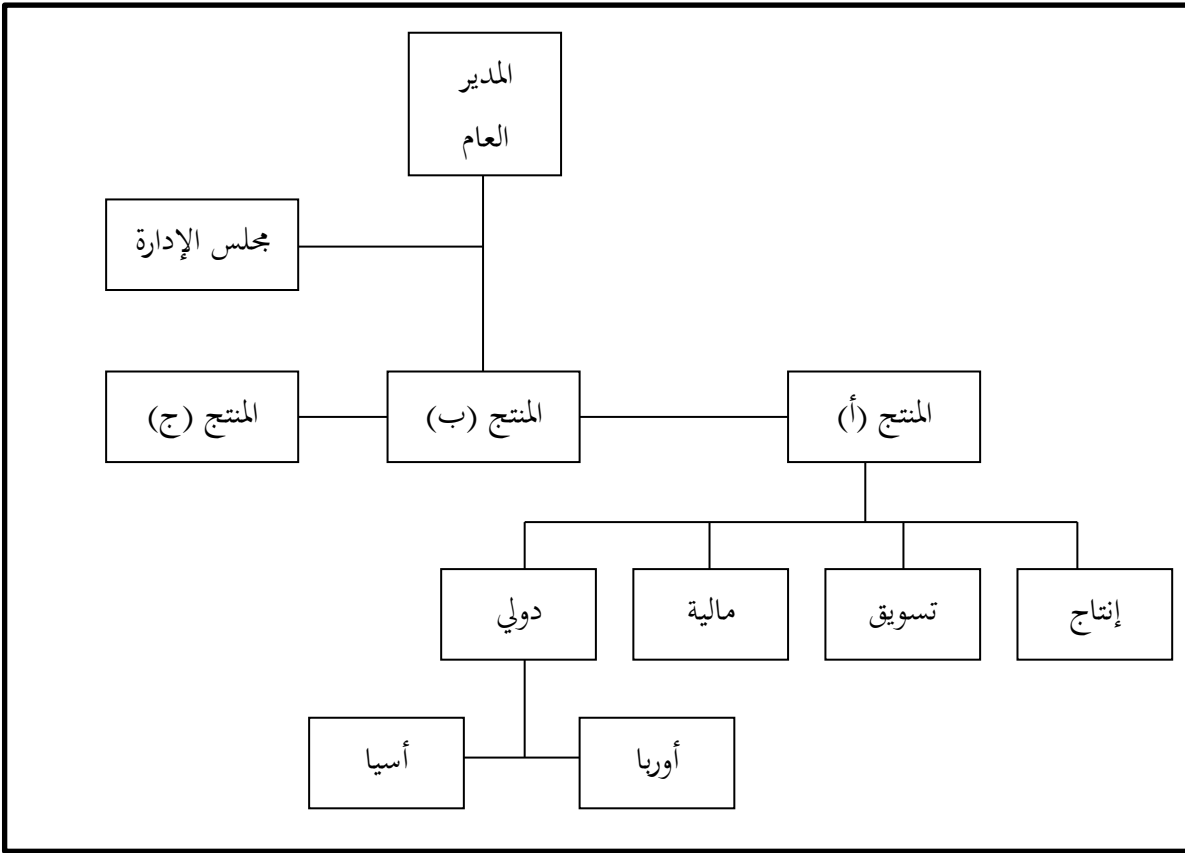 المدير
العام
مجلس الإدارة
المنتج (أ)
المنتج (ب)
المنتج (ج)
إنتاج
تسويق
مالية
دولي
أوربا
أسيا